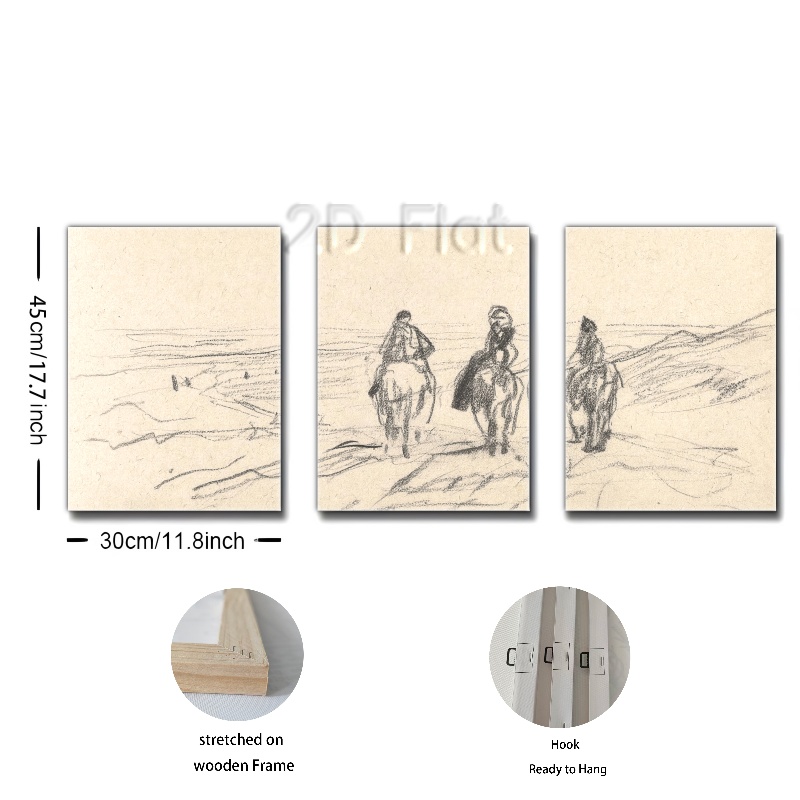 2D Flat
45cm/17.7inch
30cm/11.8inch
stretched on
wooden Frame
Hook
Ready to Hang